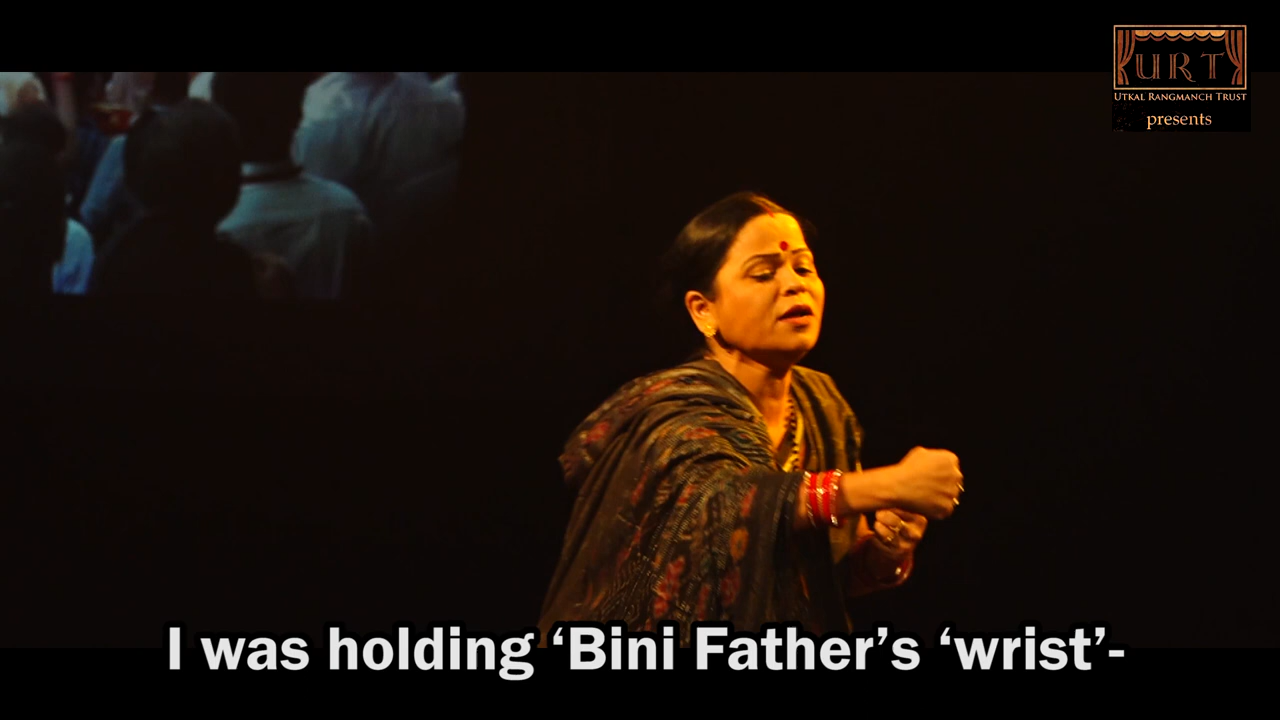 URT
UTKAL RANGMANCH TRUST
presents
I was holding ‘Bini Father’s ‘wrist’-